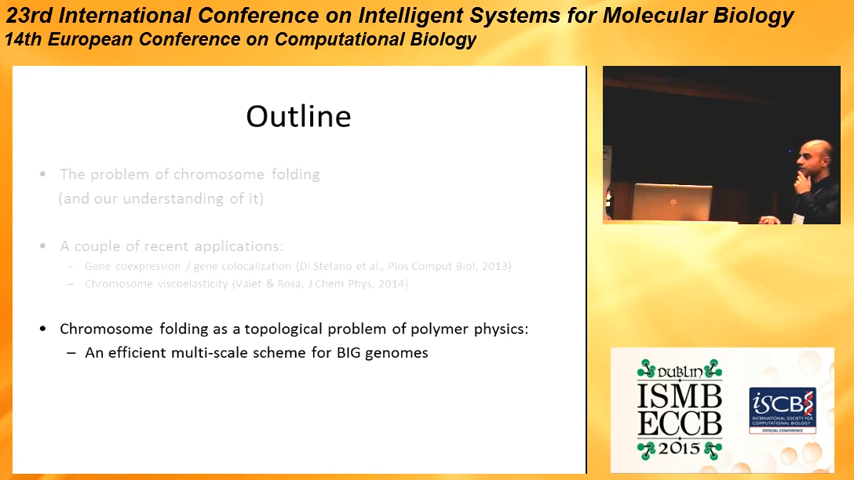 23rd International Conference on Intelligent Systems for Molecular Biology
14th European Conference on Computational Biology
Outline
• The problem of chromosome folding
(and our understanding of it)
• A couple of recent applications:
– Gene coexpression / gene colocalization (Di Stefano et al., Plos Comput Biol, 2013)
– Chromosome viscoelasticity (Valet & Rosa, J Chem Phys, 2014)
• Chromosome folding as a topological problem of polymer physics:
– An efficient multi-scale scheme for BIG genomes
DUBLIN
ISMB
ECCB
2015
iSCB
INTERNATIONAL SOCIETY FOR
COMPUTATIONAL BIOLOGY
OFFICIAL CONFERENCE